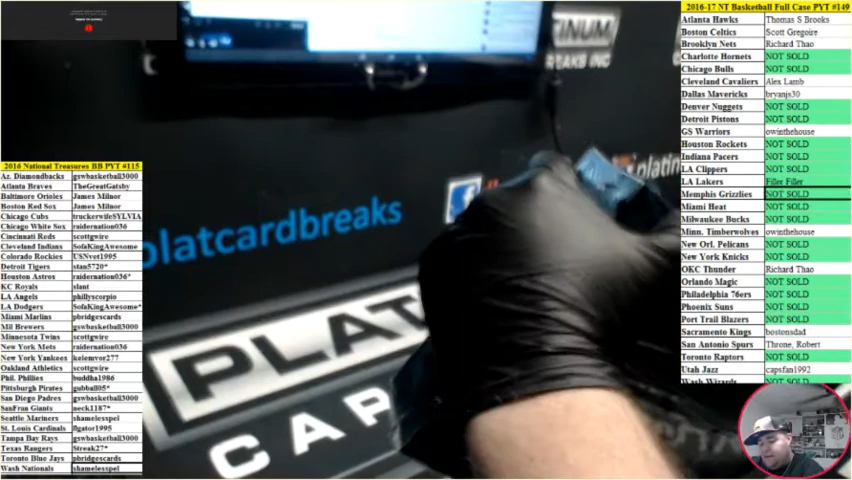 2016-17 NT Basketball Full Case PYT #149
Atlanta Hawks Thomas S Brooks
Boston Celtics Scott Gregoire
Brooklyn Nets Richard Thao
Charlotte Hornets NOT SOLD
Chicago Bulls NOT SOLD
Cleveland Cavaliers Alex Lamb
Dallas Mavericks bryanjs30
Denver Nuggets NOT SOLD
Detroit Pistons NOT SOLD
GS Warriors owinthehouse
Houston Rockets NOT SOLD
Indiana Pacers NOT SOLD
LA Clippers NOT SOLD
LA Lakers Filer Filer
Memphis Grizzlies NOT SOLD
Miami Heat NOT SOLD
Milwaukee Bucks NOT SOLD
Minn. Timberwolves owinthehouse
New Orl. Pelicans NOT SOLD
New York Knicks NOT SOLD
OKC Thunder Richard Thao
Orlando Magic NOT SOLD
Philadelphia 76ers NOT SOLD
Phoenix Suns NOT SOLD
Port Trail Blazers NOT SOLD
Sacramento Kings bostonsdad
San Antonio Spurs Throne, Robert
Toronto Raptors NOT SOLD
Utah Jazz capsfan1992
Wash Wizards NOT SOLD
2016 National Treasures BB PYT #115
Az. Diamondbacks gswbasketball3000
Atlanta Braves TheGreatGatsby
Baltimore Orioles James Milnor
Boston Red Sox James Milnor
Chicago Cubs truckerwifeSYLVIA
Chicago White Sox raidernation036
Cincinnati Reds scottgwire
Cleveland Indians SofaKingAwesome
Colorado Rockies USNvet1995
Detroit Tigers stan5720*
Houston Astros raidernation036*
KC Royals slant
LA Angels phillyscorpio
LA Dodgers SofaKingAwesome*
Miami Marlins pbridgescards
Mil Brewers gswbasketball3000
Minnesota Twins scottgwire
New York Mets raidernation036
New York Yankees kelemvor277
Oakland Athletics scottgwire
Phil. Phillies buddha1986
Pittsburgh Pirates gubball05*
San Diego Padres gswbasketball3000
SanFran Giants neck1187*
Seattle Mariners shamelesspel
St. Louis Cardinals flgator1995
Tampa Bay Rays gswbasketball3000
Texas Rangers Streak27*
Toronto Blue Jays pbridgescards
Wash Nationals shamelesspel
INUM
EAKS INC
platin
f
platcardbreaks
PLAT
CAR